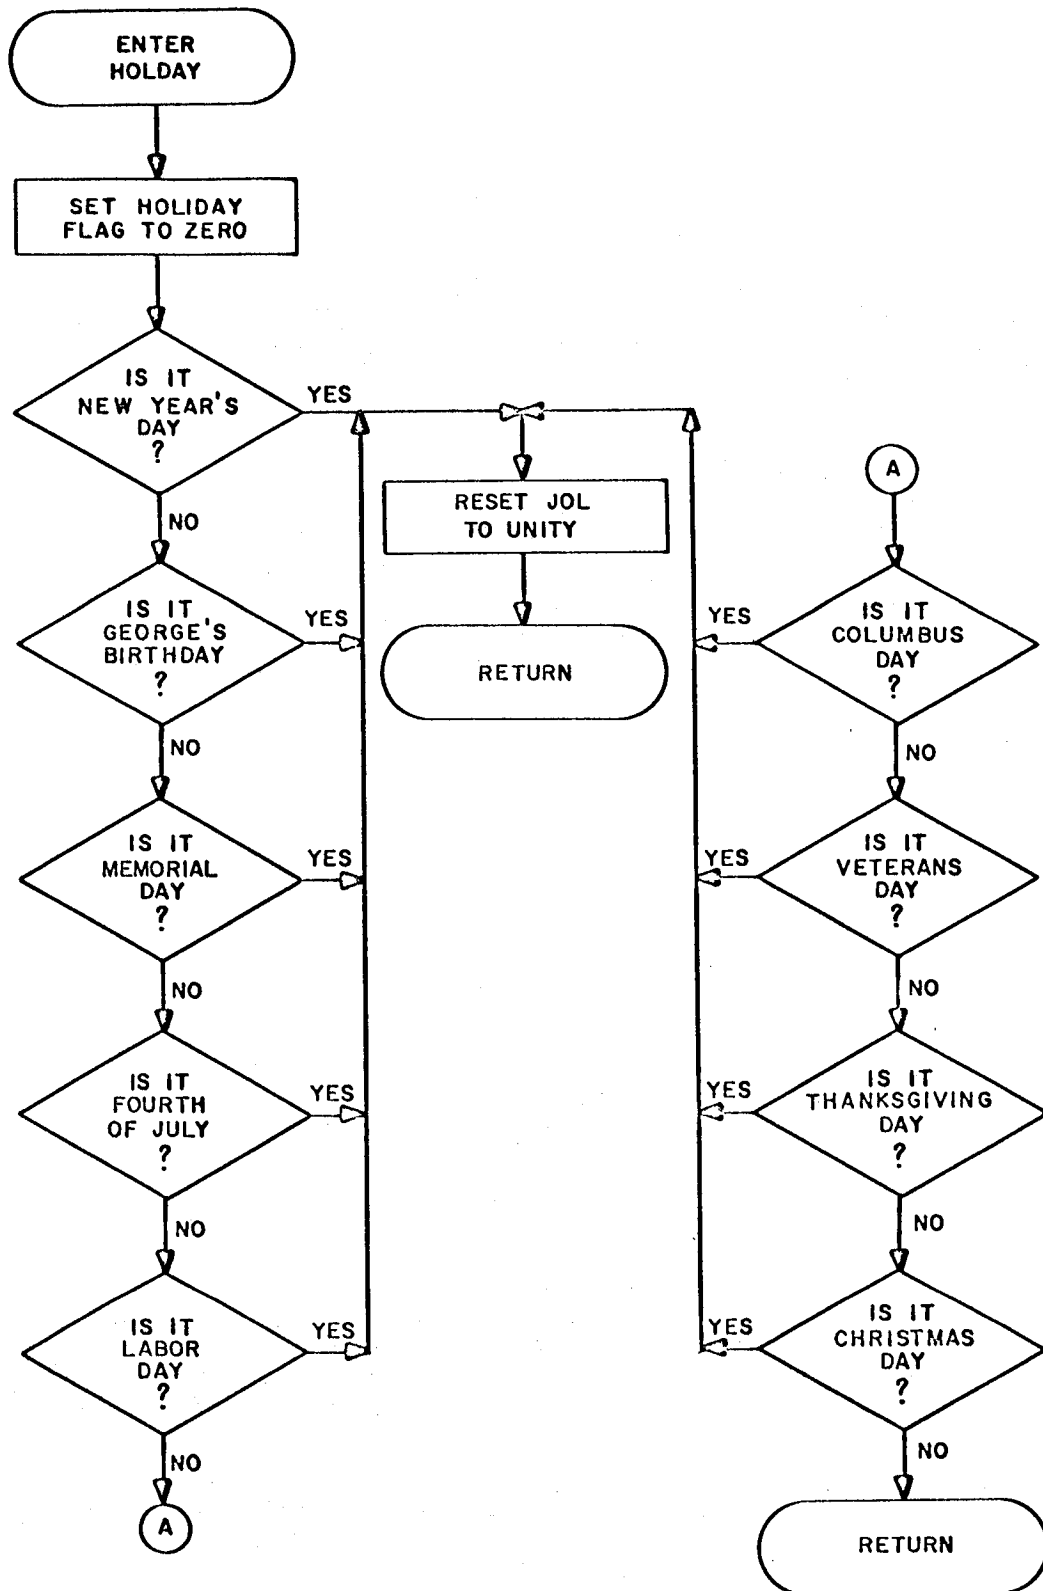 ENTER
HOLDAY
SET HOLIDAY
FLAG TO ZERO
IS IT
NEW YEAR'S
DAY
?
YES
NO
IS IT
GEORGE'S
BIRTHDAY
?
YES
NO
IS IT
MEMORIAL
DAY
?
YES
NO
IS IT
FOURTH
OF JULY
?
YES
NO
IS IT
LABOR
DAY
?
YES
NO
A
RESET JOL
TO UNITY
RETURN
A
IS IT
COLUMBUS
DAY
?
YES
NO
IS IT
VETERANS
DAY
?
YES
NO
IS IT
THANKSGIVING
DAY
?
YES
NO
IS IT
CHRISTMAS
DAY
?
YES
NO
RETURN